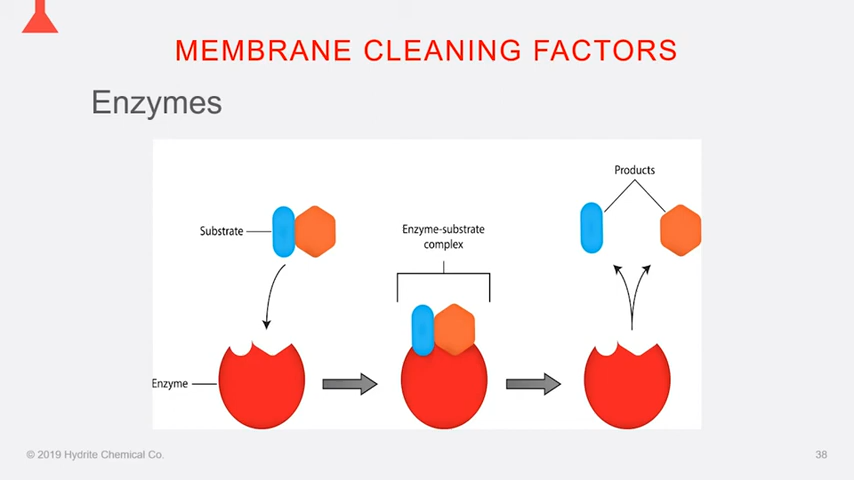 MEMBRANE CLEANING FACTORS
Enzymes
Products
Substrate
Enzyme-substrate
complex
Enzyme
© 2019 Hydrite Chemical Co.
38